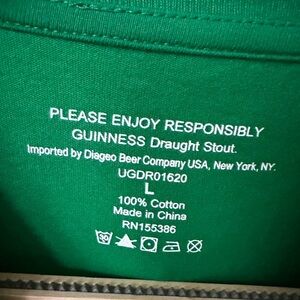 PLEASE ENJOY RESPONSIBLY
GUINNESS Draught Stout.
Imported by Diageo Beer Company USA, New York, NY.
UGDR01620
L
100% Cotton
Made in China
RN155386
30